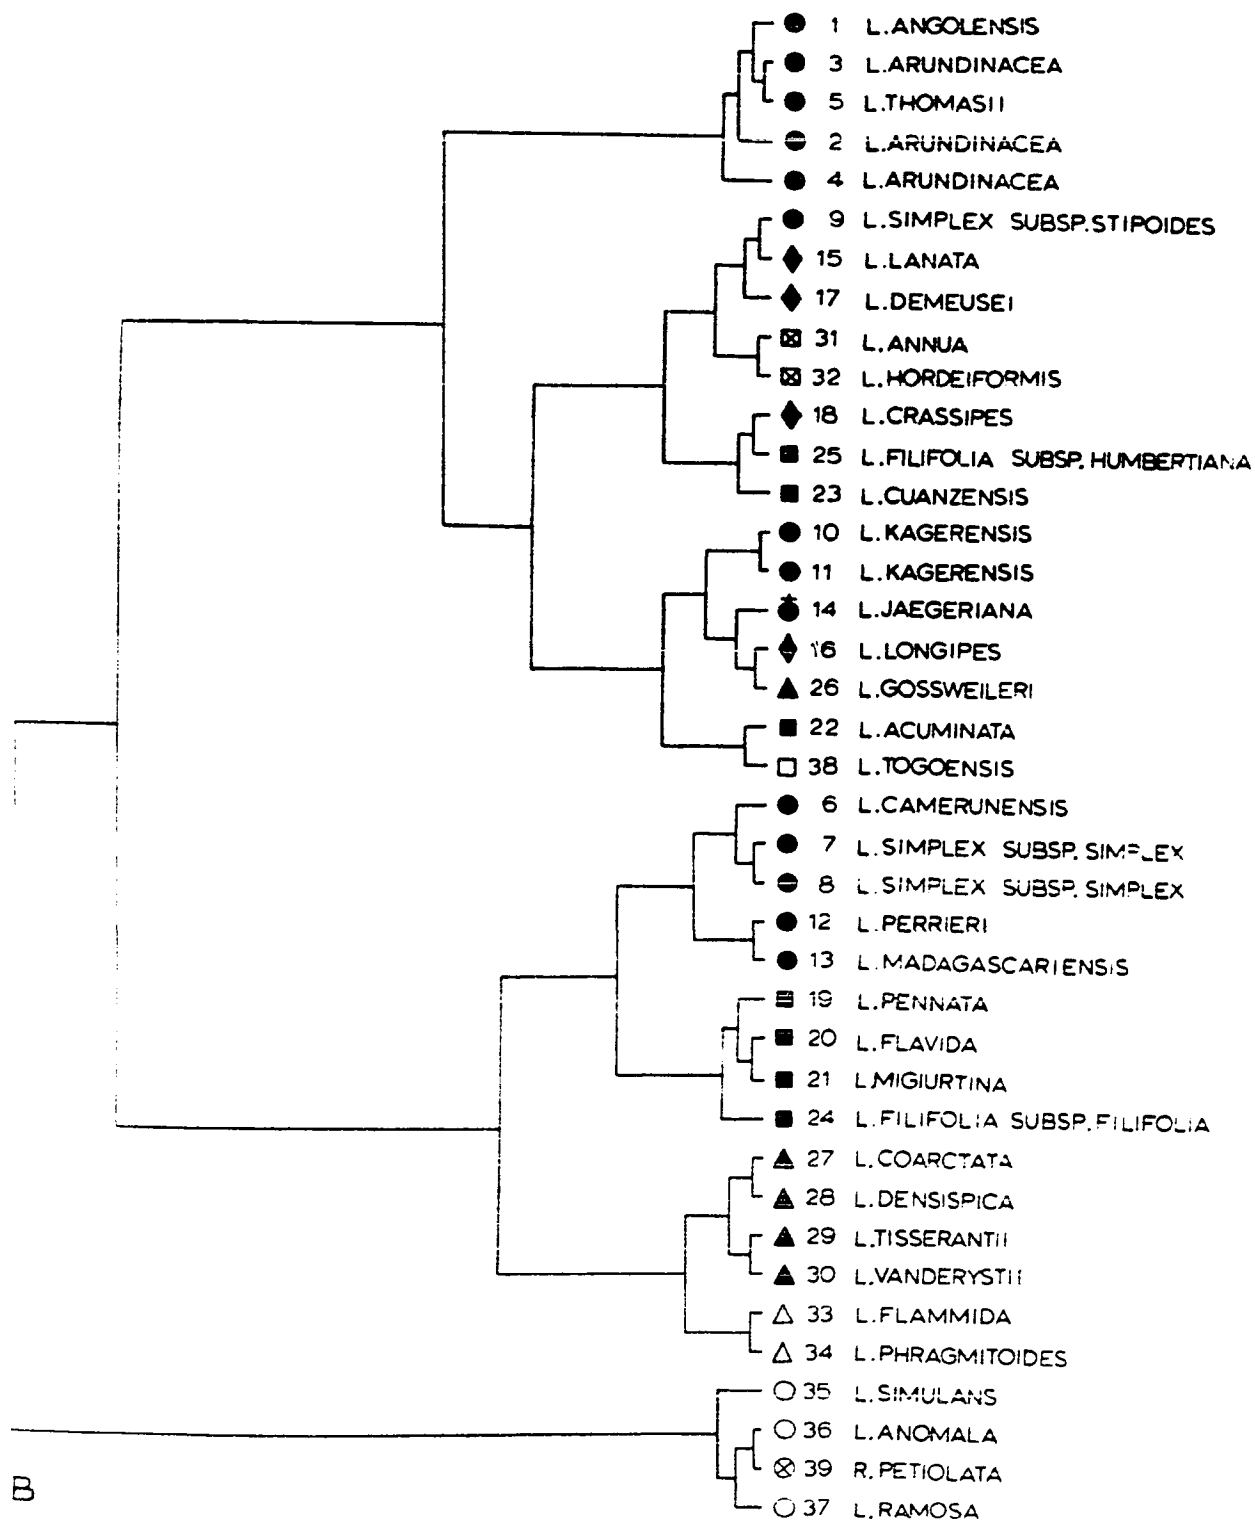 1 L.ANGOLENSIS
3 L.ARUNDINACEA
5 L.THOMASII
2 L.ARUNDINACEA
4 L.ARUNDINACEA
9 L.SIMPLEX SUBSP.STIPOIDES
15 L.LANATA
17 L.DEMEUSEI
31 L.ANNUA
32 L.HORDEIFORMIS
18 L.CRASSIPES
25 L.FILIFOLIA SUBSP.HUMBERTIANA
23 L.CUANZENSIS
10 L.KAGERENSIS
11 L.KAGERENSIS
14 L.JAEGERIANA
16 L.LONGIPES
26 L.GOSSWEILERI
22 L.ACUMINATA
38 L.TOGOENSIS
6 L.CAMERUNENSIS
7 L.SIMPLEX SUBSP.SIMPLEX
8 L.SIMPLEX SUBSP.SIMPLEX
12 L.PERRIERI
13 L.MADAGASCARIENSIS
19 L.PENNATA
20 L.FLAVIDA
21 L.MIGIURTINA
24 L.FILIFOLIA SUBSP.FILIFOLIA
27 L.COARCTATA
28 L.DENSISPICA
29 L.TISSERANTII
30 L.VANDERYSTII
33 L.FLAMMIDA
34 L.PHRAGMITOIDES
35 L.SIMULANS
36 L.ANOMALA
39 R.PETIOLATA
37 L.RAMOSA
B